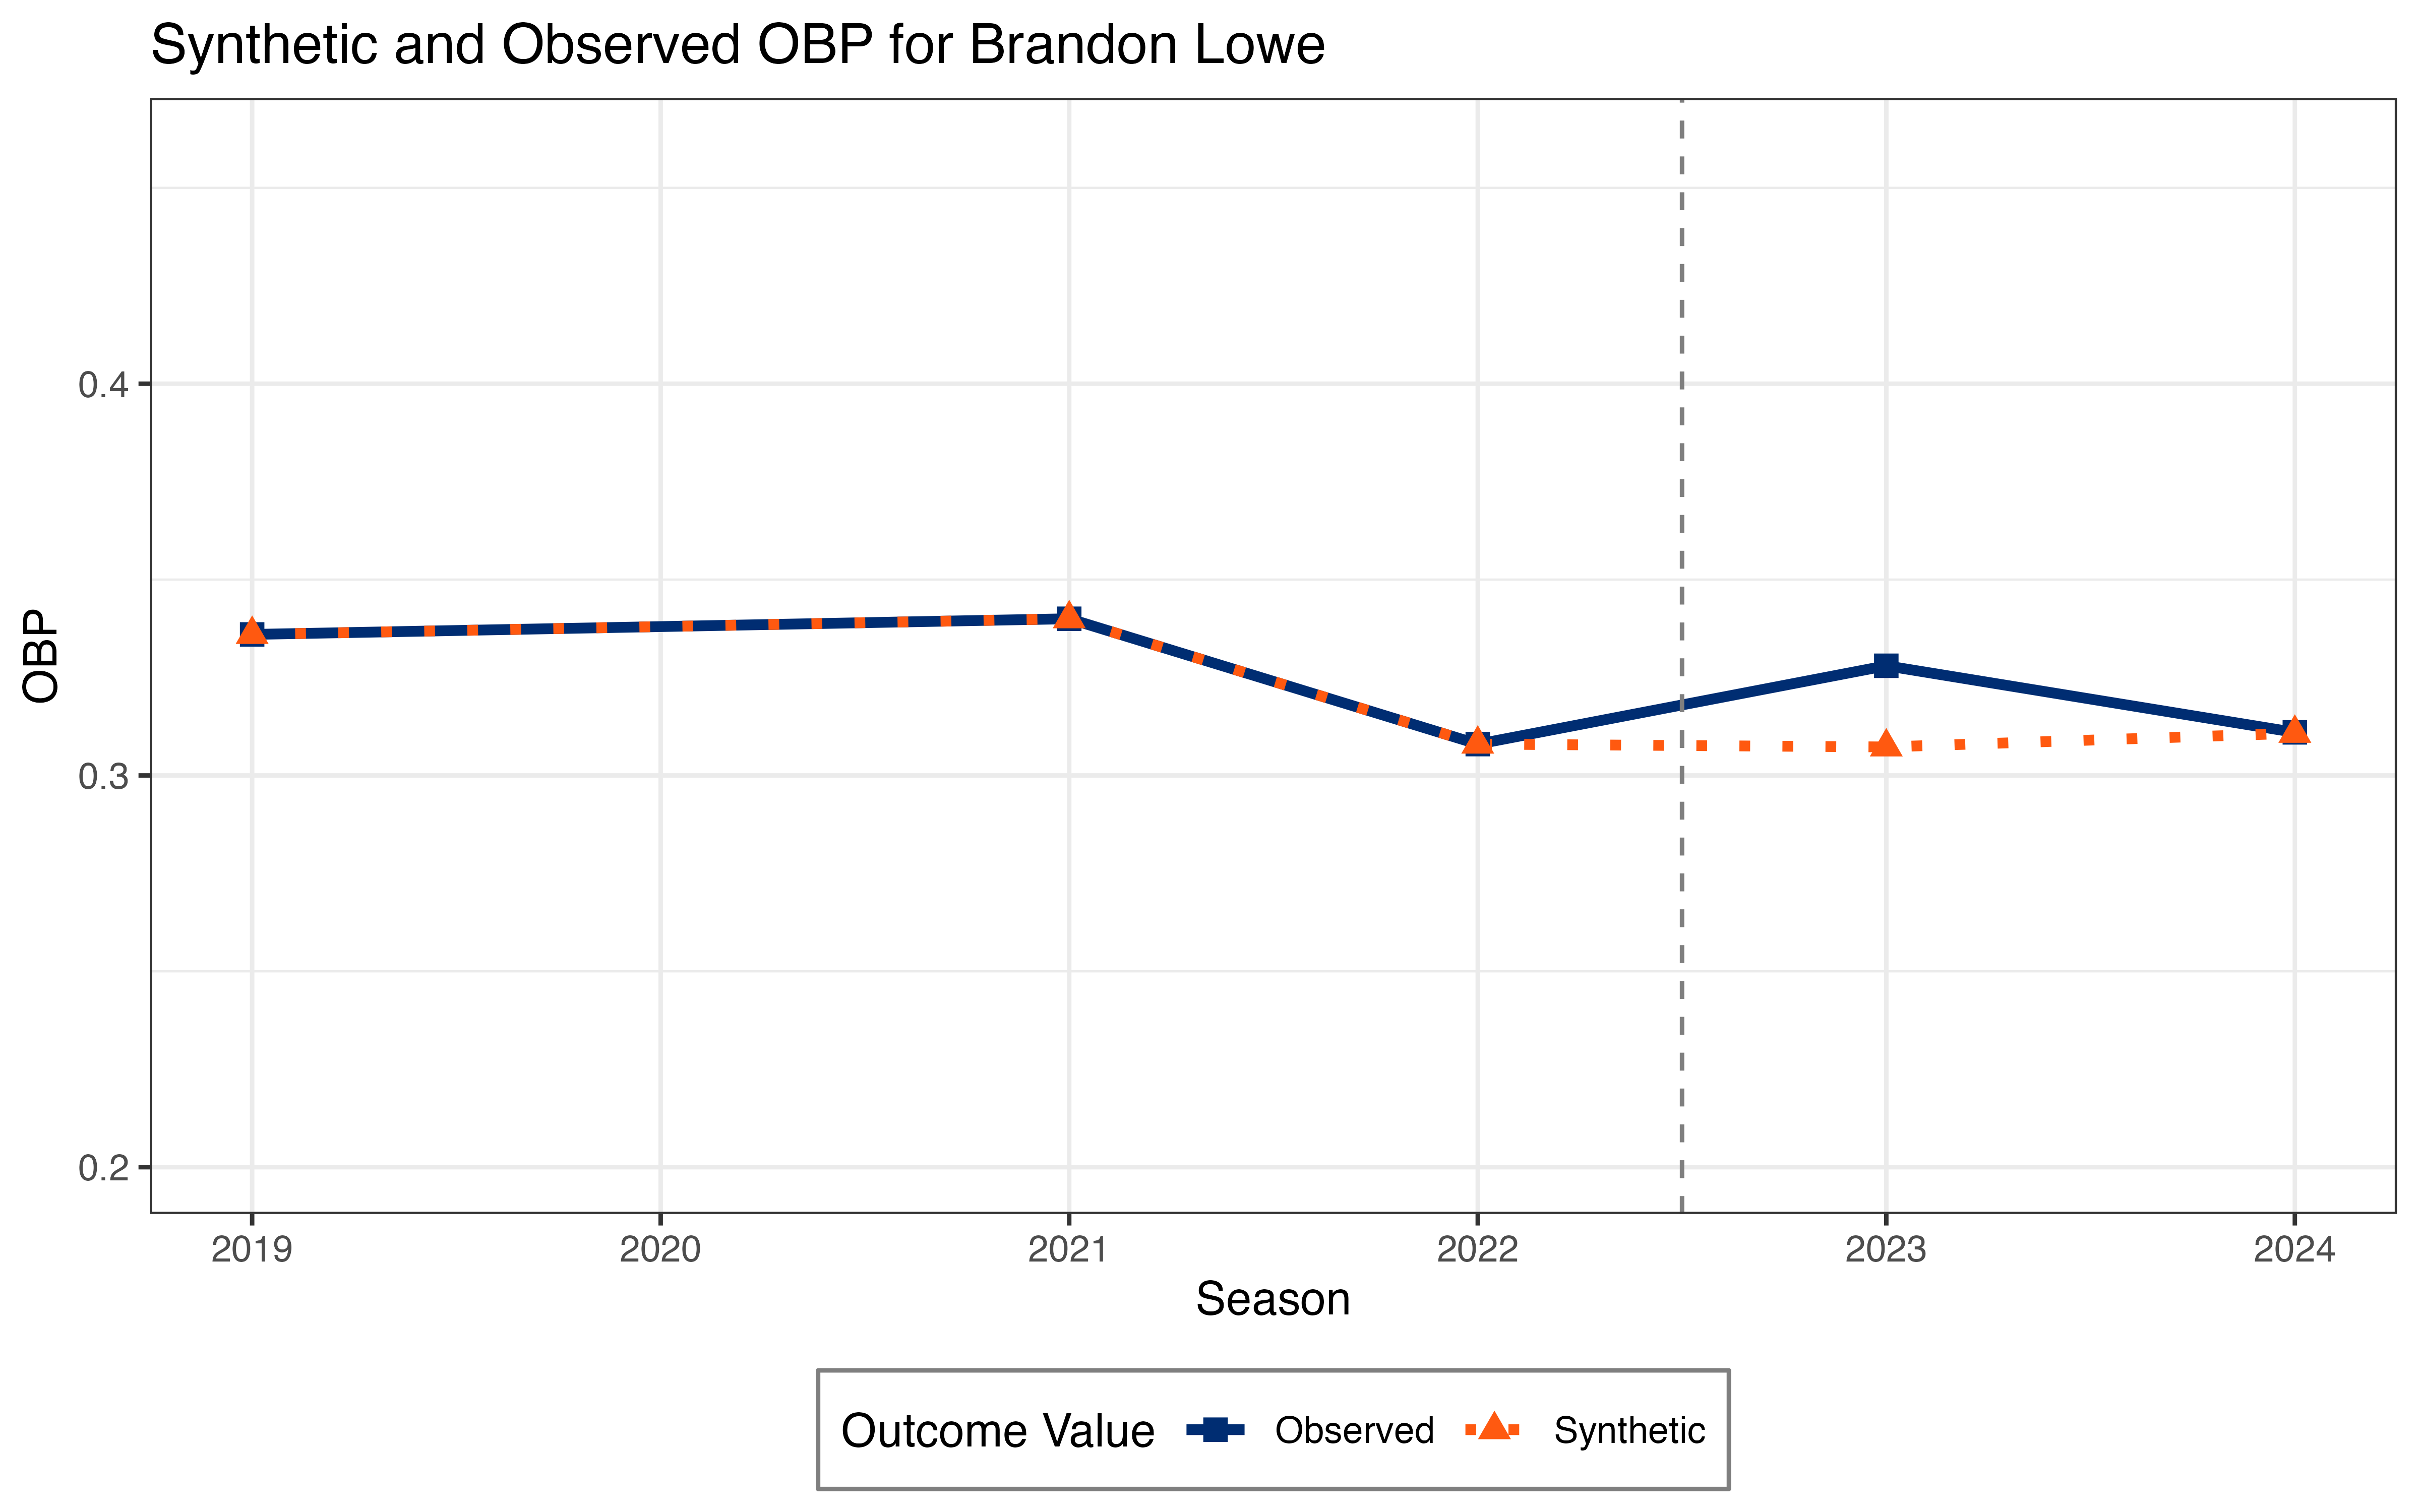 Synthetic and Observed OBP for Brandon Lowe
OBP
0.4
0.3
0.2
2019 2020 2021 2022 2023 2024
Season
Outcome Value Observed Synthetic